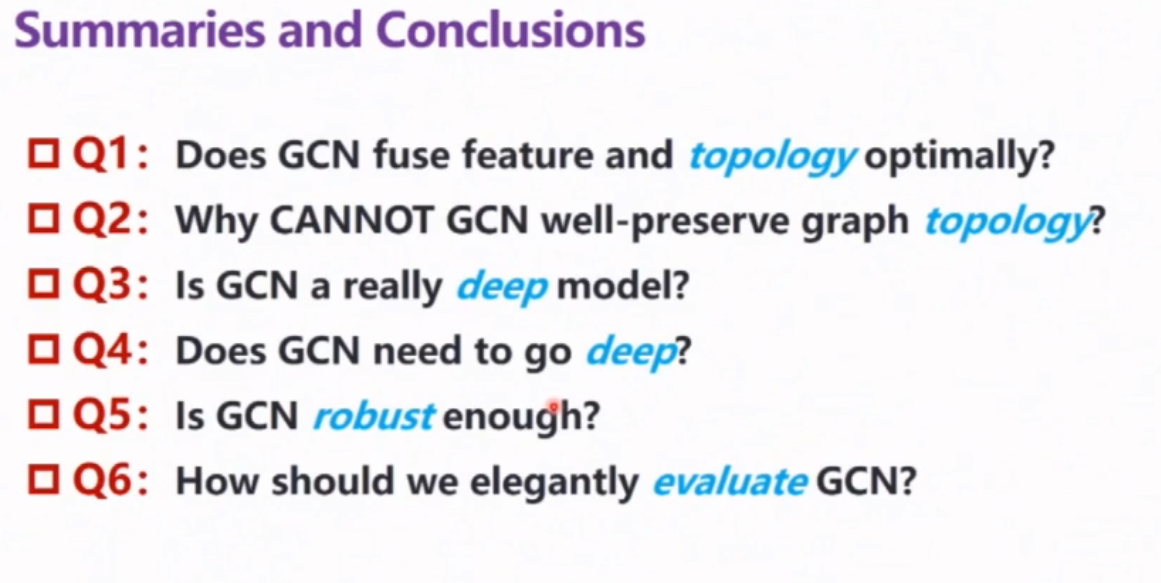 Summaries and Conclusions
Q1: Does GCN fuse feature and topology optimally?
Q2: Why CANNOT GCN well-preserve graph topology?
Q3: Is GCN a really deep model?
Q4: Does GCN need to go deep?
Q5: Is GCN robust enough?
Q6: How should we elegantly evaluate GCN?